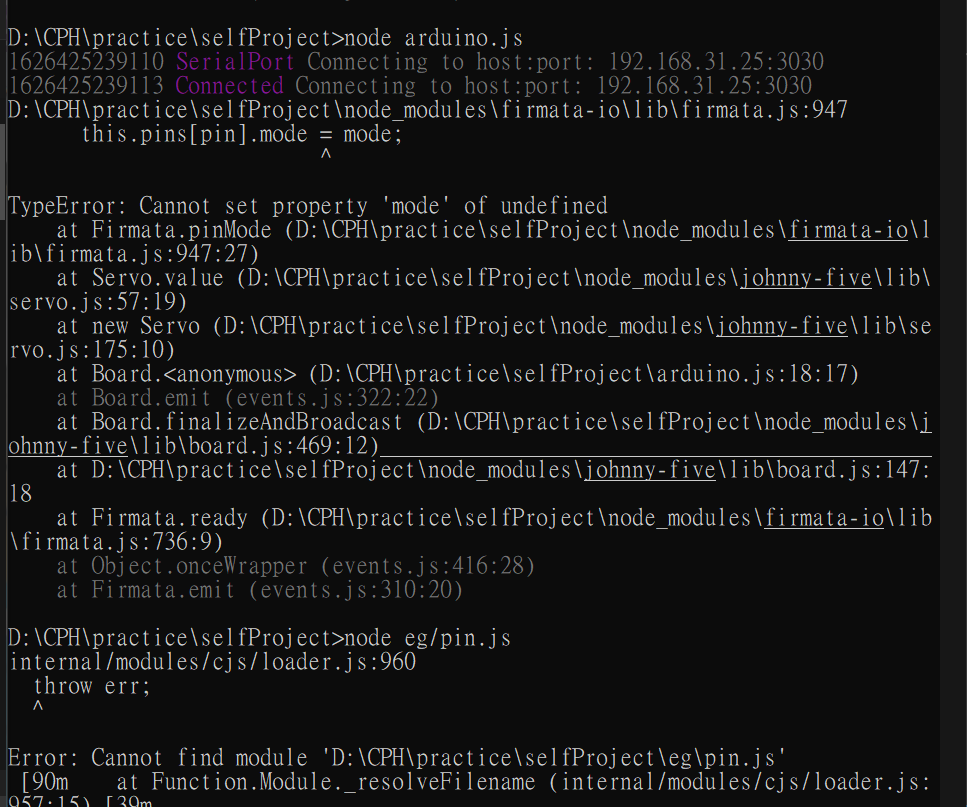 D:\CPH\practice\selfProject>node arduino.js
1626425239110 SerialPort Connecting to host:port: 192.168.31.25:3030
1626425239113 Connected Connecting to host:port: 192.168.31.25:3030
D:\CPH\practice\selfProject\node_modules\firmata-io\lib\firmata.js:947
      this.pins[pin].mode = mode;
                          ^
TypeError: Cannot set property 'mode' of undefined
    at Firmata.pinMode (D:\CPH\practice\selfProject\node_modules\firmata-io\l
ib\firmata.js:947:27)
    at Servo.value (D:\CPH\practice\selfProject\node_modules\johnny-five\lib\
servo.js:57:19)
    at new Servo (D:\CPH\practice\selfProject\node_modules\johnny-five\lib\se
rvo.js:175:10)
    at Board.<anonymous> (D:\CPH\practice\selfProject\arduino.js:18:17)
    at Board.emit (events.js:322:22)
    at Board.finalizeAndBroadcast (D:\CPH\practice\selfProject\node_modules\j
ohnny-five\lib\board.js:469:12)
    at D:\CPH\practice\selfProject\node_modules\johnny-five\lib\board.js:147:
18
    at Firmata.ready (D:\CPH\practice\selfProject\node_modules\firmata-io\lib
\firmata.js:736:9)
    at Object.onceWrapper (events.js:416:28)
    at Firmata.emit (events.js:310:20)
D:\CPH\practice\selfProject>node eg/pin.js
internal/modules/cjs/loader.js:960
  throw err;
  ^
Error: Cannot find module 'D:\CPH\practice\selfProject\eg\pin.js'
 [90m    at Function.Module._resolveFilename (internal/modules/cjs/loader.js:
957:15) [39m